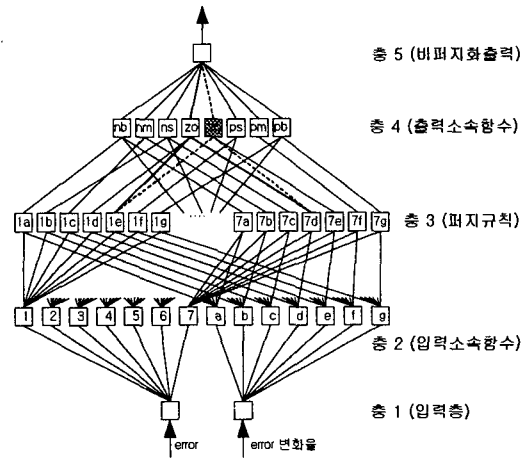 층 5 (비퍼지화출력)
nb nm ns zo ps pm pb
층 4 (출력소속함수)
1a 1b 1c 1d 1e 1f 1g ..... 7a 7b 7c 7d 7e 7f 7g
층 3 (퍼지규칙)
1 2 3 4 5 6 7 a b c d e f g
층 2 (입력소속함수)
층 1 (입력층)
error
error 변화율